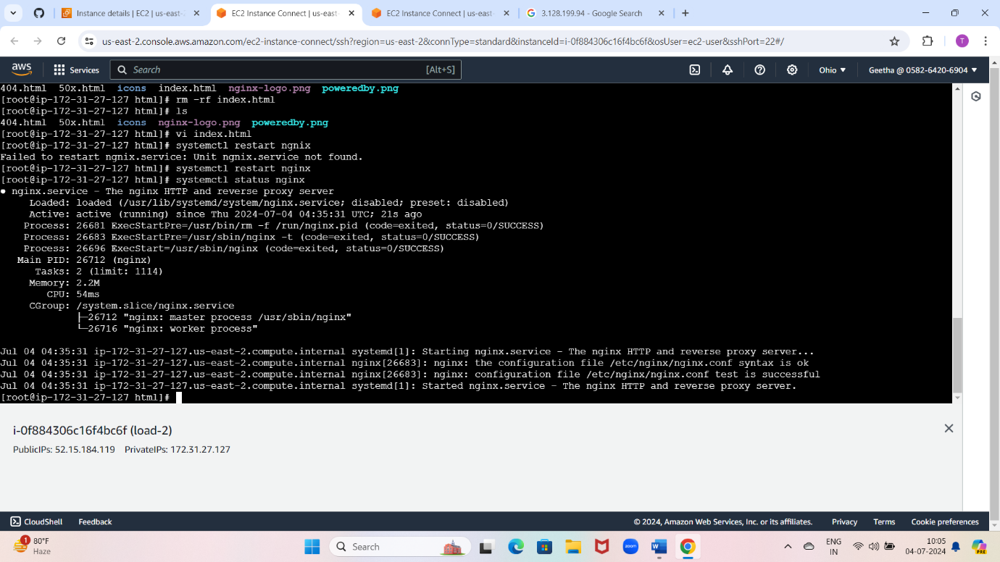 Instance details | EC2 | us-east-2
EC2 Instance Connect | us-east-
EC2 Instance Connect | us-east-
3.128.199.94 - Google Search
us-east-2.console.aws.amazon.com/ec2-instance-connect/ssh?region=us-east-2&connType=standard&instanceId=i-0f884306c16f4bc6f&osUser=ec2-user&sshPort=22#/
T
aws
Services
Search
[Alt+S]
Ohio
Geetha @ 0582-6420-6904
404.html  50x.html  icons  index.html  nginx-logo.png  poweredby.png
[root@ip-172-31-27-127 html]# rm -rf index.html
[root@ip-172-31-27-127 html]# ls
404.html  50x.html  icons  nginx-logo.png  poweredby.png
[root@ip-172-31-27-127 html]# vi index.html
[root@ip-172-31-27-127 html]# systemctl restart ngnix
Failed to restart ngnix.service: Unit ngnix.service not found.
[root@ip-172-31-27-127 html]# systemctl restart nginx
[root@ip-172-31-27-127 html]# systemctl status nginx
● nginx.service - The nginx HTTP and reverse proxy server
Loaded: loaded (/usr/lib/systemd/system/nginx.service; disabled; preset: disabled)
Active: active (running) since Thu 2024-07-04 04:35:31 UTC; 21s ago
Process: 26681 ExecStartPre=/usr/bin/rm -f /run/nginx.pid (code=exited, status=0/SUCCESS)
Process: 26683 ExecStartPre=/usr/sbin/nginx -t (code=exited, status=0/SUCCESS)
Process: 26696 ExecStart=/usr/sbin/nginx (code=exited, status=0/SUCCESS)
Main PID: 26712 (nginx)
Tasks: 2 (limit: 1114)
Memory: 2.2M
CPU: 54ms
CGroup: /system.slice/nginx.service
├─26712 "nginx: master process /usr/sbin/nginx"
└─26716 "nginx: worker process"
Jul 04 04:35:31 ip-172-31-27-127.us-east-2.compute.internal systemd[1]: Starting nginx.service - The nginx HTTP and reverse proxy server...
Jul 04 04:35:31 ip-172-31-27-127.us-east-2.compute.internal nginx[26683]: nginx: the configuration file /etc/nginx/nginx.conf syntax is ok
Jul 04 04:35:31 ip-172-31-27-127.us-east-2.compute.internal nginx[26683]: nginx: configuration file /etc/nginx/nginx.conf test is successful
Jul 04 04:35:31 ip-172-31-27-127.us-east-2.compute.internal systemd[1]: Started nginx.service - The nginx HTTP and reverse proxy server.
[root@ip-172-31-27-127 html]#
i-0f884306c16f4bc6f (load-2)
PublicIPs: 52.15.184.119    PrivateIPs: 172.31.27.127
CloudShell
Feedback
© 2024, Amazon Web Services, Inc. or its affiliates.
Privacy
Terms
Cookie preferences
1
80°F
Haze
Search
zoom
W
ENG
IN
10:05
04-07-2024
PRE